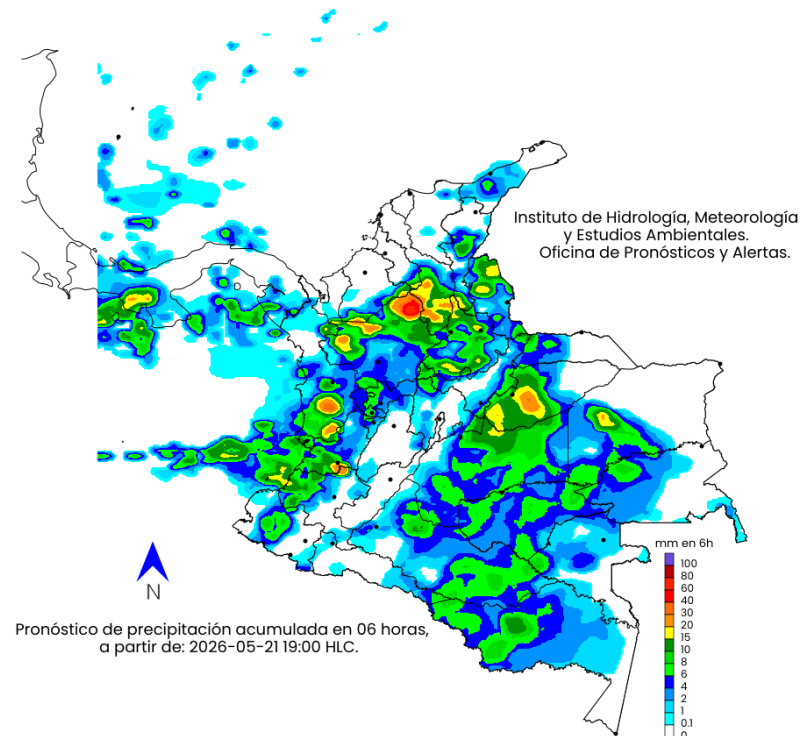 Instituto de Hidrología, Meteorología
y Estudios Ambientales.
Oficina de Pronósticos y Alertas.
mm en 6h
100
80
60
40
30
20
15
10
8
6
4
2
1
0.1
0
N
Pronóstico de precipitación acumulada en 06 horas,
a partir de: 2026-05-21 19:00 HLC.